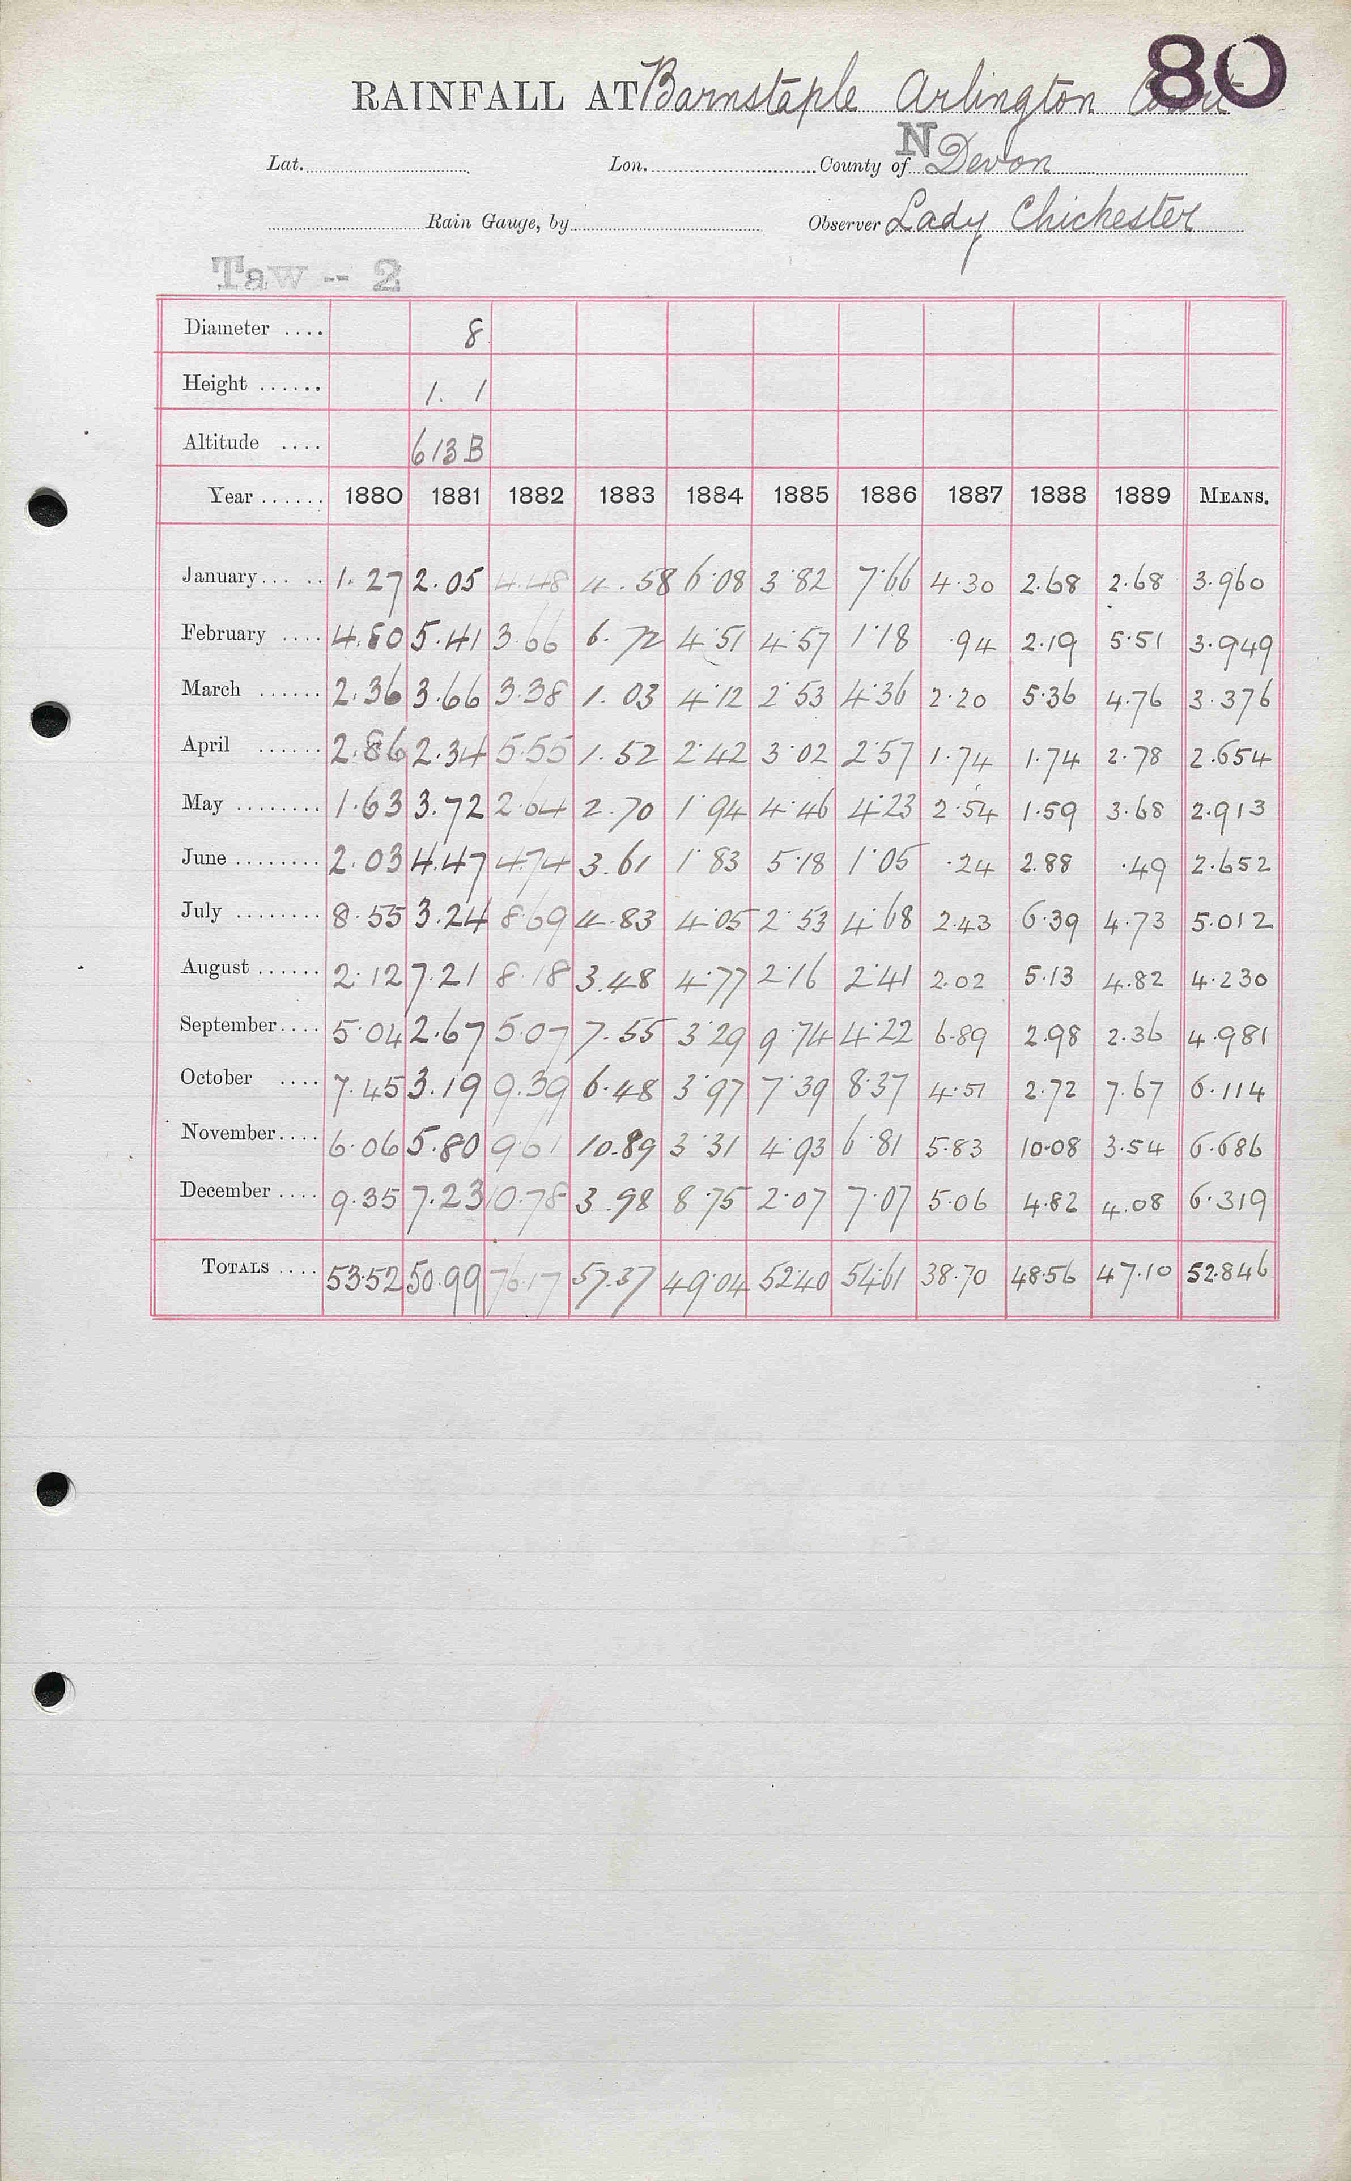 80
RAINFALL AT Barnstaple Arlington Court
Lat. Lon. County of N Devon
Rain Gauge, by Observer Lady Chichester
Taw -- 2
Diameter .... 8
Height ...... 1. 1
Altitude .... 613 B
Year ...... 1880 1881 1882 1883 1884 1885 1886 1887 1888 1889 MEANS.
January... .. 1.27 2.05 4.48 4.58 6.08 3.82 7.66 4.30 2.68 2.68 3.960
February .... 4.80 5.41 3.66 6.72 4.51 4.57 1.18 .94 2.19 5.51 3.949
March ...... 2.36 3.66 3.38 1.03 4.12 2.53 4.36 2.20 5.36 4.76 3.376
April ...... 2.86 2.34 5.55 1.52 2.42 3.02 2.57 1.74 1.74 2.78 2.654
May ........ 1.63 3.72 2.64 2.70 1.94 4.46 4.23 2.54 1.59 3.68 2.913
June ........ 2.03 4.47 4.74 3.61 1.83 5.18 1.05 .24 2.88 .49 2.652
July ........ 8.55 3.24 8.69 4.83 4.05 2.53 4.68 2.43 6.39 4.73 5.012
August ...... 2.12 7.21 8.18 3.48 4.77 2.16 2.41 2.02 5.13 4.82 4.230
September.... 5.04 2.67 5.07 7.55 3.29 9.74 4.22 6.89 2.98 2.36 4.981
October .... 7.45 3.19 9.39 6.48 3.97 7.39 8.37 4.51 2.72 7.67 6.114
November.... 6.06 5.80 9.61 10.89 3.31 4.93 6.81 5.83 10.08 3.54 6.686
December .... 9.35 7.23 10.78 3.98 8.75 2.07 7.07 5.06 4.82 4.08 6.319
TOTALS .... 53.52 50.99 76.17 57.37 49.04 52.40 54.61 38.70 48.56 47.10 52.846